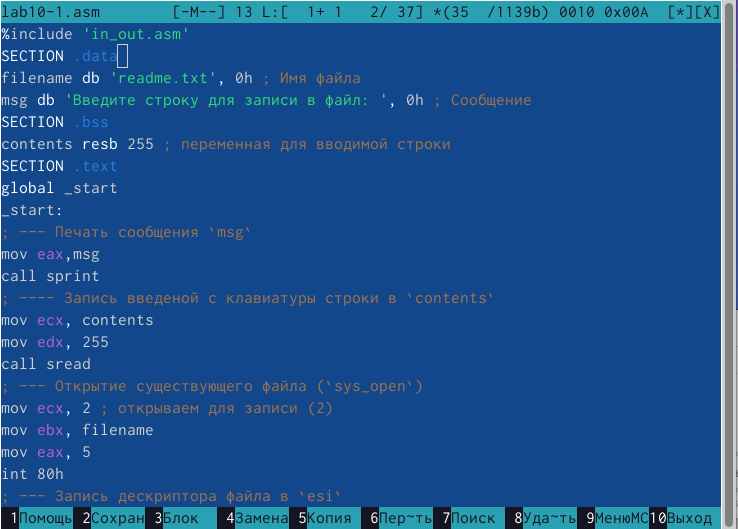 lab10-1.asm [-M--] 13 L:[ 1+ 1 2/ 37] *(35 /1139b) 0010 0x00A [*][X]
%include 'in_out.asm'
SECTION .data
filename db 'readme.txt', 0h ; Имя файла
msg db 'Введите строку для записи в файл: ', 0h ; Сообщение
SECTION .bss
contents resb 255 ; переменная для вводимой строки
SECTION .text
global _start
_start:
; --- Печать сообщения `msg`
mov eax,msg
call sprint
; ---- Запись введеной с клавиатуры строки в `contents`
mov ecx, contents
mov edx, 255
call sread
; --- Открытие существующего файла (`sys_open`)
mov ecx, 2 ; открываем для записи (2)
mov ebx, filename
mov eax, 5
int 80h
; --- Запись дескриптора файла в `esi`
1Помощь 2Сохран 3Блок 4Замена 5Копия 6Пер~ть 7Поиск 8Уда~ть 9МенюMC 10Выход